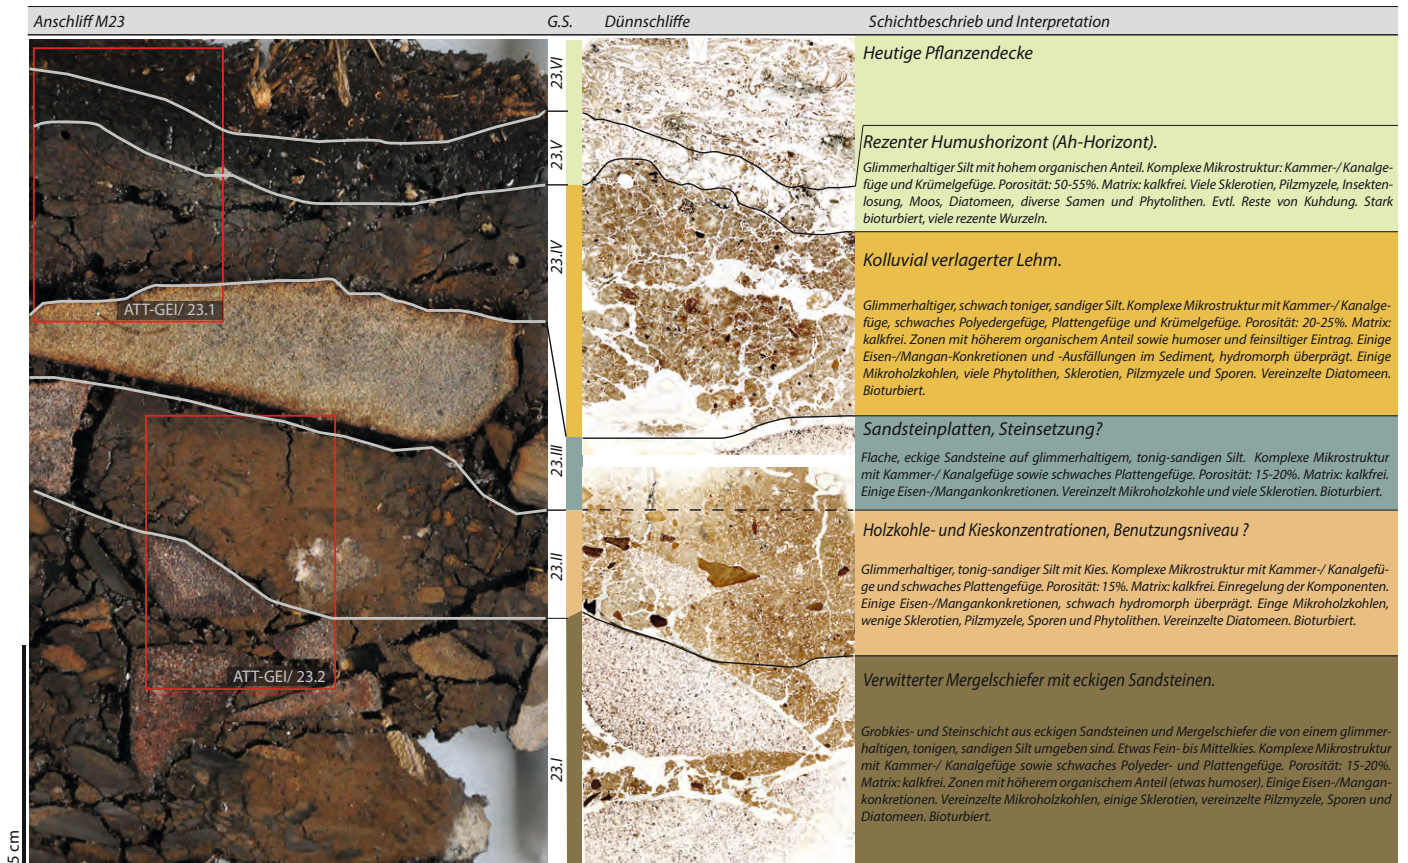 Anschliff M23
G.S.
Dünnschliffe
Schichtbeschrieb und Interpretation
23.VI
23.V
23.IV
23.III
23.II
23.I
ATT-GEI/ 23.1
ATT-GEI/ 23.2
5 cm
Heutige Pflanzendecke
Rezenter Humushorizont (Ah-Horizont).
Glimmerhaltiger Silt mit hohem organischen Anteil. Komplexe Mikrostruktur: Kammer-/ Kanalge-
füge und Krümelgefüge. Porosität: 50-55%. Matrix: kalkfrei. Viele Sklerotien, Pilzmyzele, Insekten-
losung, Moos, Diatomeen, diverse Samen und Phytolithen. Evtl. Reste von Kuhdung. Stark
bioturbiert, viele rezente Wurzeln.
Kolluvial verlagerter Lehm.
Glimmerhaltiger, schwach toniger, sandiger Silt. Komplexe Mikrostruktur mit Kammer-/ Kanalge-
füge, schwaches Polyedergefüge, Plattengefüge und Krümelgefüge. Porosität: 20-25%. Matrix:
kalkfrei. Zonen mit höherem organischem Anteil sowie humoser und feinsiltiger Eintrag. Einige
Eisen-/Mangan-Konkretionen und -Ausfällungen im Sediment, hydromorph überprägt. Einige
Mikroholzkohlen, viele Phytolithen, Sklerotien, Pilzmyzele und Sporen. Vereinzelte Diatomeen.
Bioturbiert.
Sandsteinplatten, Steinsetzung?
Flache, eckige Sandsteine auf glimmerhaltigem, tonig-sandigen Silt. Komplexe Mikrostruktur
mit Kammer-/ Kanalgefüge sowie schwaches Plattengefüge. Porosität: 15-20%. Matrix: kalkfrei.
Einige Eisen-/Mangankonkretionen. Vereinzelt Mikroholzkohle und viele Sklerotien. Bioturbiert.
Holzkohle- und Kieskonzentrationen, Benutzungsniveau ?
Glimmerhaltiger, tonig-sandiger Silt mit Kies. Komplexe Mikrostruktur mit Kammer-/ Kanalgefü-
ge und schwaches Plattengefüge. Porosität: 15%. Matrix: kalkfrei. Einregelung der Komponenten.
Einige Eisen-/Mangankonkretionen, schwach hydromorph überprägt. Einge Mikroholzkohlen,
wenige Sklerotien, Pilzmyzele, Sporen und Phytolithen. Vereinzelte Diatomeen. Bioturbiert.
Verwitterter Mergelschiefer mit eckigen Sandsteinen.
Grobkies- und Steinschicht aus eckigen Sandsteinen und Mergelschiefer die von einem glimmer-
haltigen, tonigen, sandigen Silt umgeben sind. Etwas Fein- bis Mittelkies. Komplexe Mikrostruktur
mit Kammer-/ Kanalgefüge sowie schwaches Polyeder- und Plattengefüge. Porosität: 15-20%.
Matrix: kalkfrei. Zonen mit höherem organischem Anteil (etwas humoser). Einige Eisen-/Mangan-
konkretionen. Vereinzelte Mikroholzkohlen, einige Sklerotien, vereinzelte Pilzmyzele, Sporen und
Diatomeen. Bioturbiert.